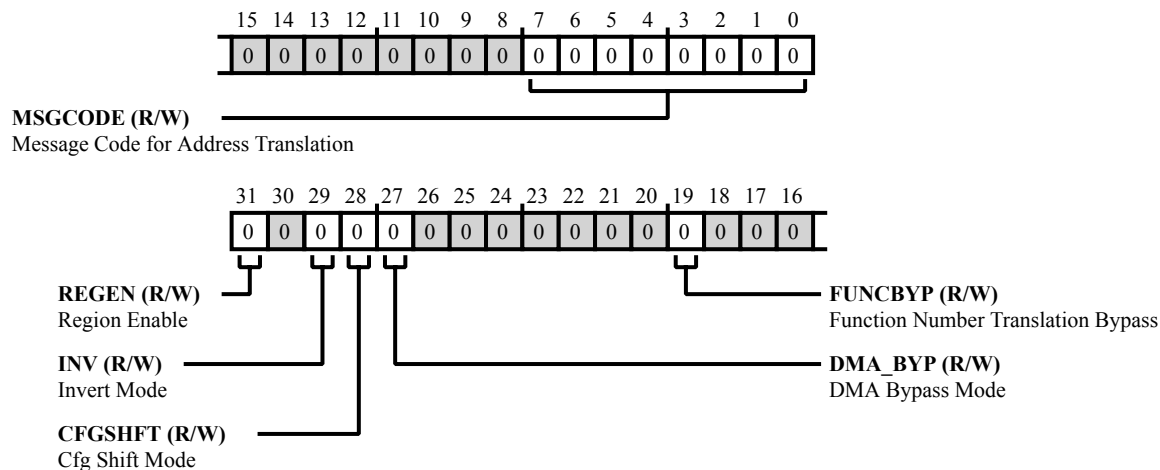 15 14 13 12 11 10 9 8 7 6 5 4 3 2 1 0
0 0 0 0 0 0 0 0 0 0 0 0 0 0 0 0
MSGCODE (R/W)
Message Code for Address Translation
31 30 29 28 27 26 25 24 23 22 21 20 19 18 17 16
0 0 0 0 0 0 0 0 0 0 0 0 0 0 0 0
REGEN (R/W)
Region Enable
FUNCBYP (R/W)
Function Number Translation Bypass
INV (R/W)
Invert Mode
DMA_BYP (R/W)
DMA Bypass Mode
CFGSHFT (R/W)
Cfg Shift Mode